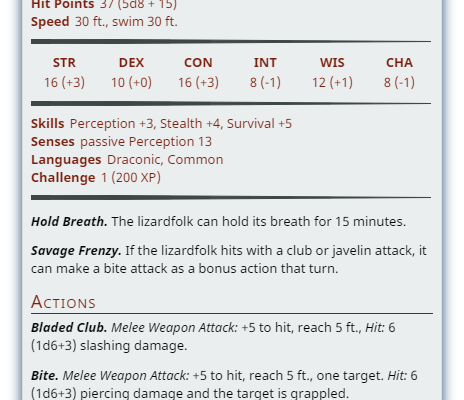 Hit Points 37 (5d8 + 15)
Speed 30 ft., swim 30 ft.
STR DEX CON INT WIS CHA
16 (+3) 10 (+0) 16 (+3) 8 (-1) 12 (+1) 8 (-1)
Skills Perception +3, Stealth +4, Survival +5
Senses passive Perception 13
Languages Draconic, Common
Challenge 1 (200 XP)
Hold Breath. The lizardfolk can hold its breath for 15 minutes.
Savage Frenzy. If the lizardfolk hits with a club or javelin attack, it
can make a bite attack as a bonus action that turn.
ACTIONS
Bladed Club. Melee Weapon Attack: +5 to hit, reach 5 ft., Hit: 6
(1d6+3) slashing damage.
Bite. Melee Weapon Attack: +5 to hit, reach 5 ft., one target. Hit: 6
(1d6+3) piercing damage and the target is grappled.